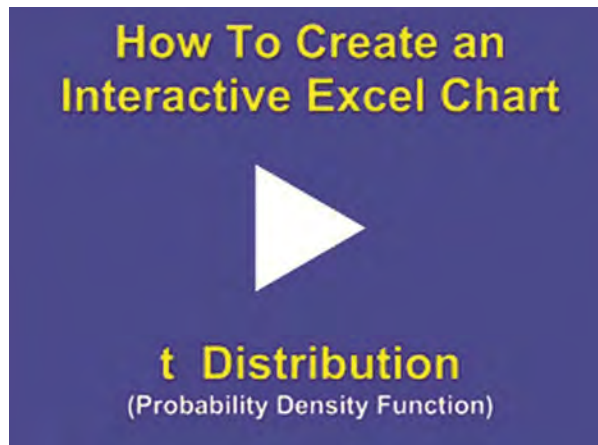 How To Create an
Interactive Excel Chart
t Distribution
(Probability Density Function)